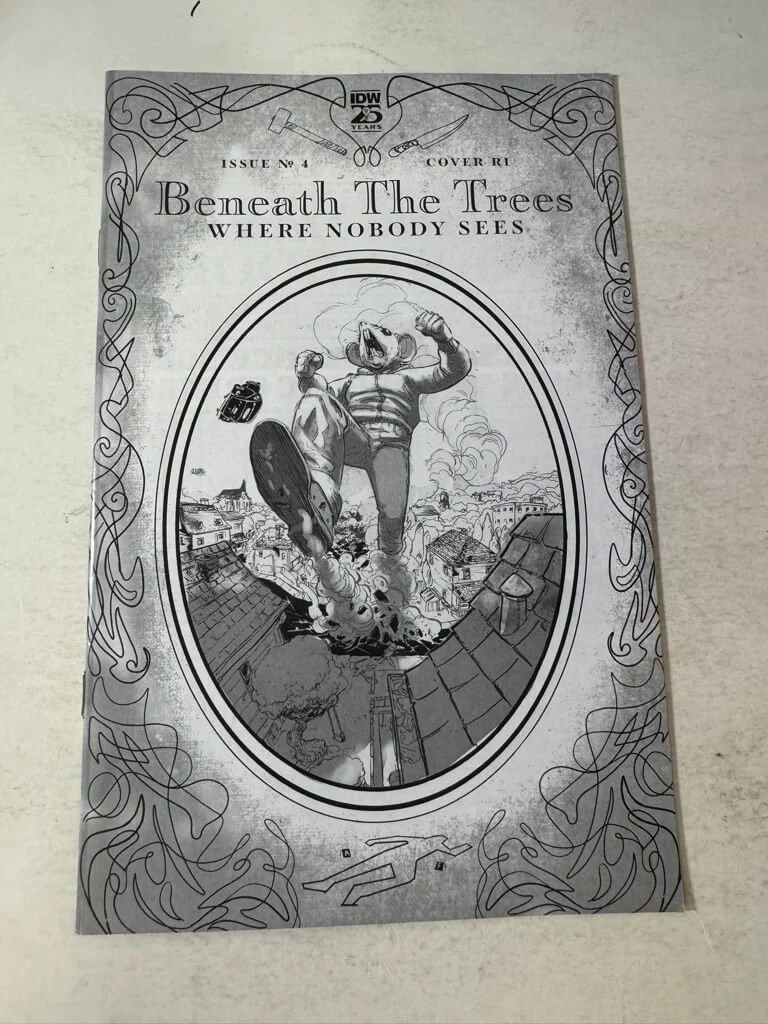 IDW
25
YEARS
ISSUE Nº 4 COVER RI
Beneath The Trees
WHERE NOBODY SEES